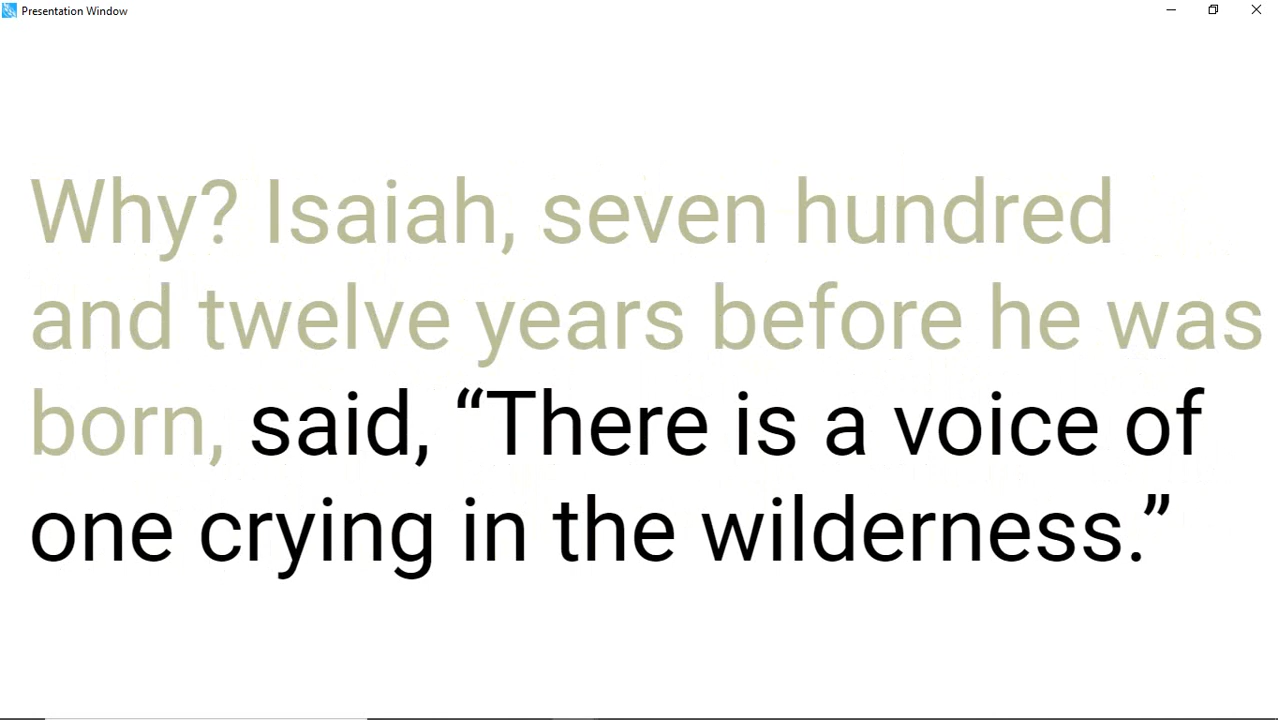 Presentation Window
Why? Isaiah, seven hundred
and twelve years before he was
born, said, “There is a voice of
one crying in the wilderness.”